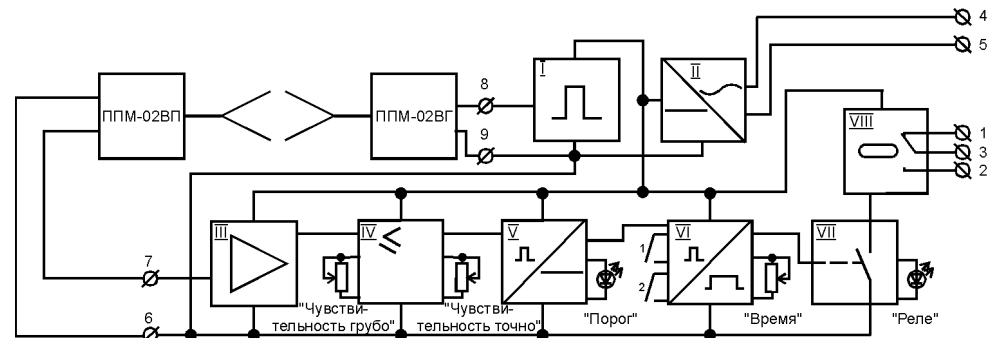 4
5
I
II
8
ППМ-02ВП
ППМ-02ВГ
9
VIII
1
3
2
III
IV
V
VI
VII
1
2
7
6
"Чувстви-
тельность грубо"
"Чувстви-
тельность точно"
"Порог"
"Время"
"Реле"